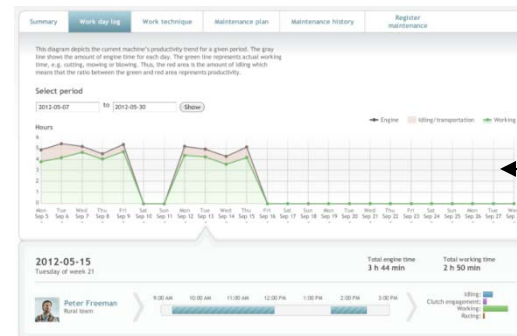 Summary Work day log Work technique Maintenance plan Maintenance history Register maintenance
This diagram depicts the current machine's productivity trend for a given period. The gray
line shows the amount of engine time for each day. The green line represents actual working
time, e.g. cutting, mowing or blowing. Thus, the red area is the amount of idling which
means that the ratio between the green and red area represents productivity.
Select period
2012-05-07 to 2012-05-30 Show
Engine Idling/transportation Working
Hours
6
5
4
3
2
1
0
Mon Tue Wed Thu Fri Sat Sun Mon Tue Wed Thu Fri Sat Sun Mon Tue Wed Thu Fri Sat Sun Mon Tue
Sep 5 Sep 6 Sep 7 Sep 8 Sep 9 Sep 10 Sep 11 Sep 12 Sep 13 Sep 14 Sep 15 Sep 16 Sep 17 Sep 18 Sep 19 Sep 20 Sep 21 Sep 22 Sep 23 Sep 24 Sep 25 Sep 26 Sep 27
2012-05-15
Tuesday of week 21
Total engine time Total working time
3 h 44 min 2 h 50 min
Peter Freeman
Rural team
9:00 AM 10:00 AM 11:00 AM 12:00 PM 1:00 PM 2:00 PM 3:00 PM
Idling:
Clutch engagement:
Working:
Racing: